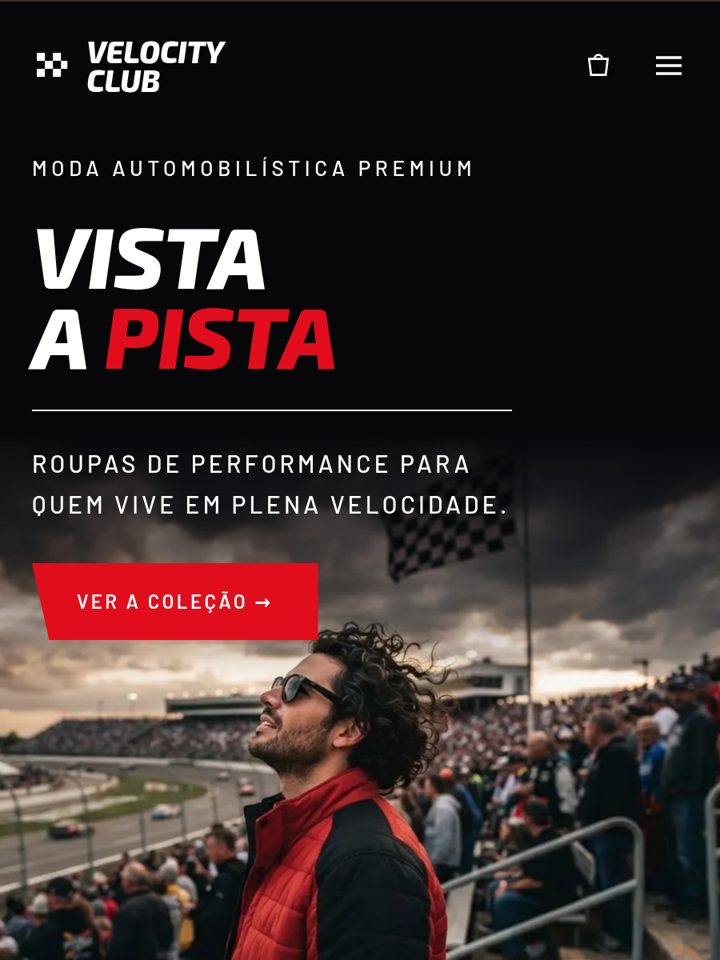 VELOCITY
CLUB
MODA AUTOMOBILÍSTICA PREMIUM
VISTA
A PISTA
ROUPAS DE PERFORMANCE PARA
QUEM VIVE EM PLENA VELOCIDADE.
VER A COLEÇÃO →